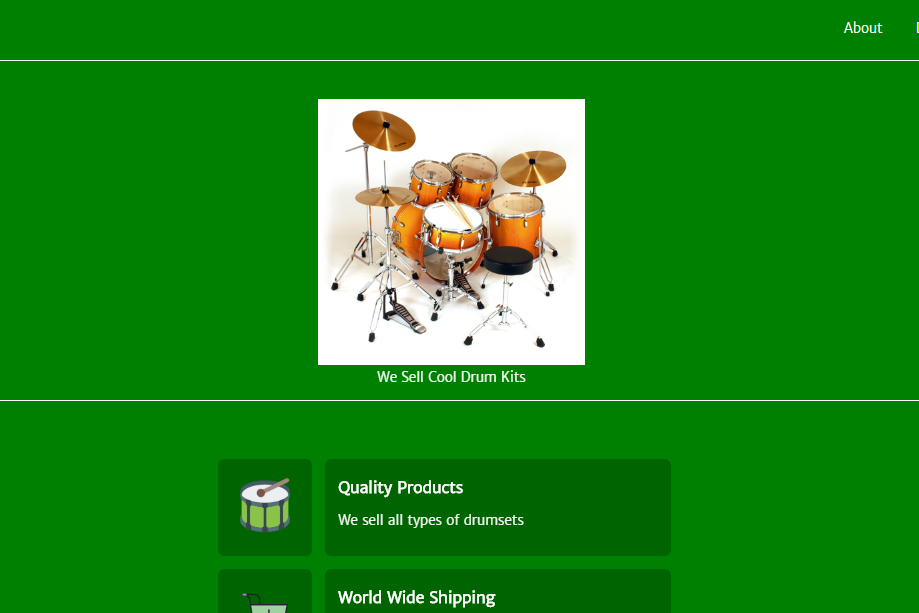 About
We Sell Cool Drum Kits
Quality Products
We sell all types of drumsets
World Wide Shipping